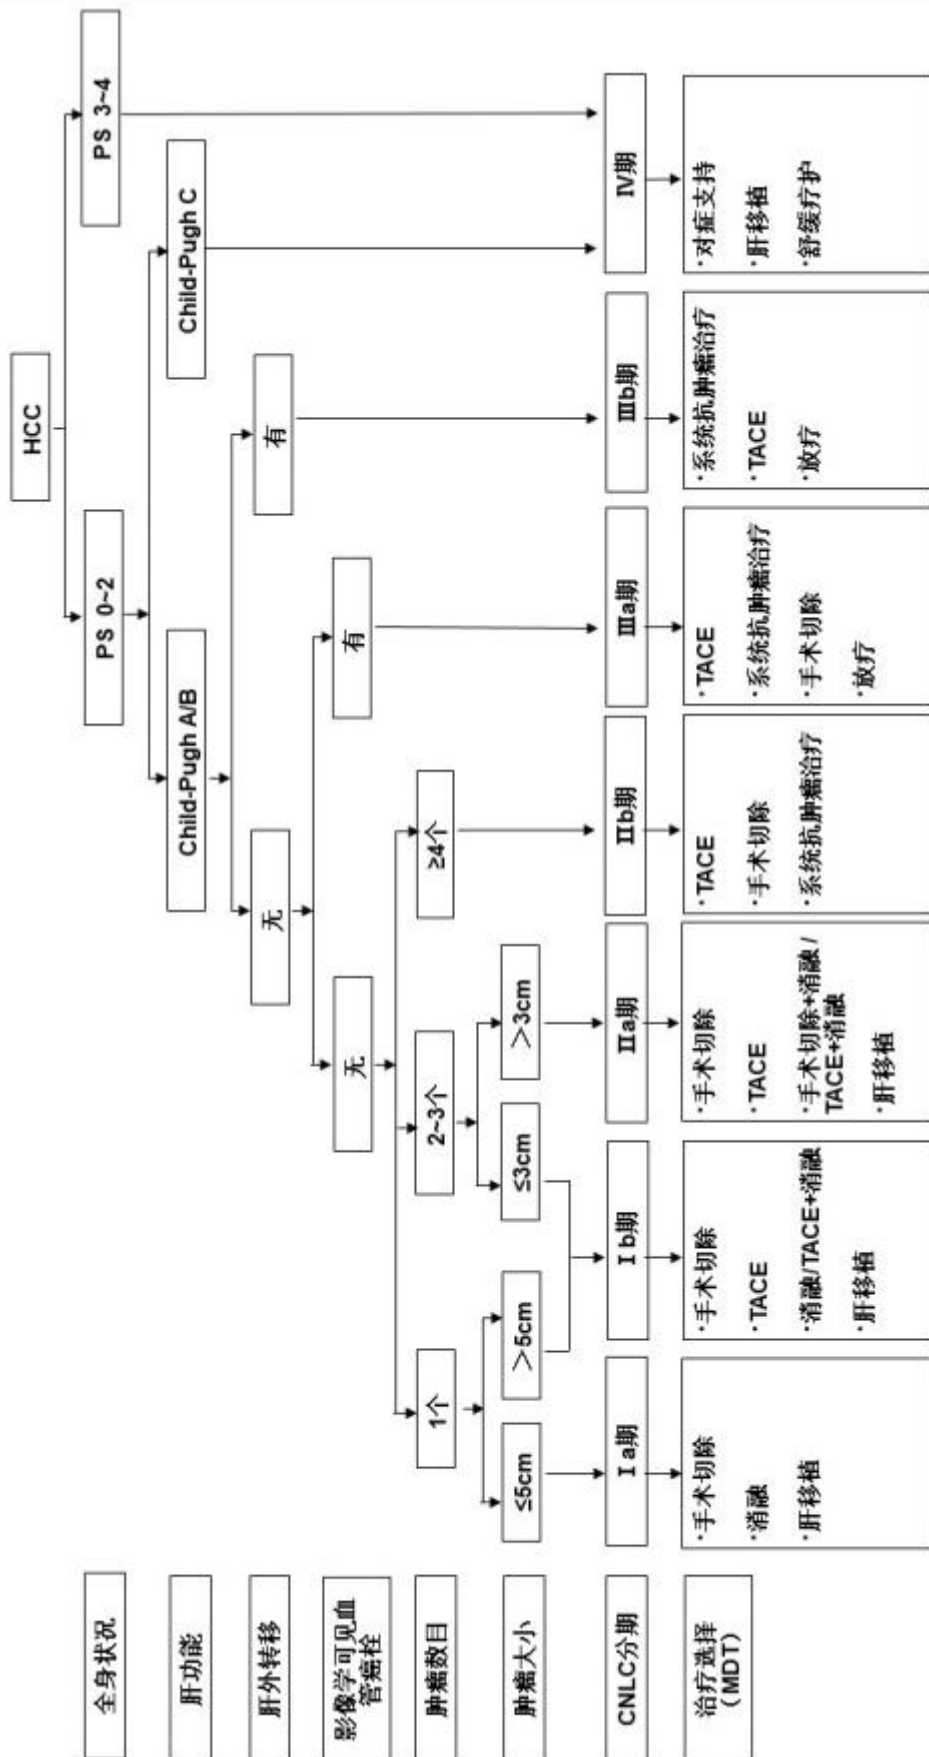 HCC
全身状况
PS 0~2
PS 3~4
肝功能
Child-Pugh A/B
Child-Pugh C
肝外转移
无
有
影像学可见血
管癌栓
无
有
肿瘤数目
1个
2~3个
≥4个
肿瘤大小
≤5cm
＞5cm
≤3cm
＞3cm
CNLC分期
Ⅰa期
Ⅰb期
Ⅱa期
Ⅱb期
Ⅲa期
Ⅲb期
Ⅳ期
治疗选择
（MDT）
·手术切除
·消融
·肝移植
·手术切除
·TACE
·消融/TACE+消融
·肝移植
·手术切除
·TACE
·手术切除+消融/
TACE+消融
·肝移植
·TACE
·手术切除
·系统抗肿瘤治疗
·TACE
·系统抗肿瘤治疗
·手术切除
·放疗
·系统抗肿瘤治疗
·TACE
·放疗
·对症支持
·肝移植
·舒缓疗护